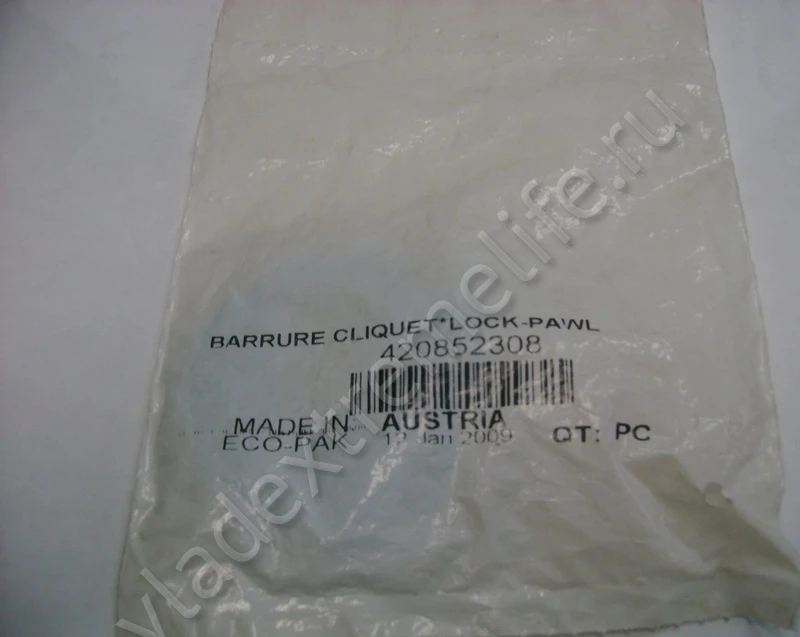 BARRURE CLIQUET*LOCK-PAWL
420852308
MADE IN AUSTRIA
ECO-PAK 12 Jan 2009 QT: PC
vladextremelife.ru